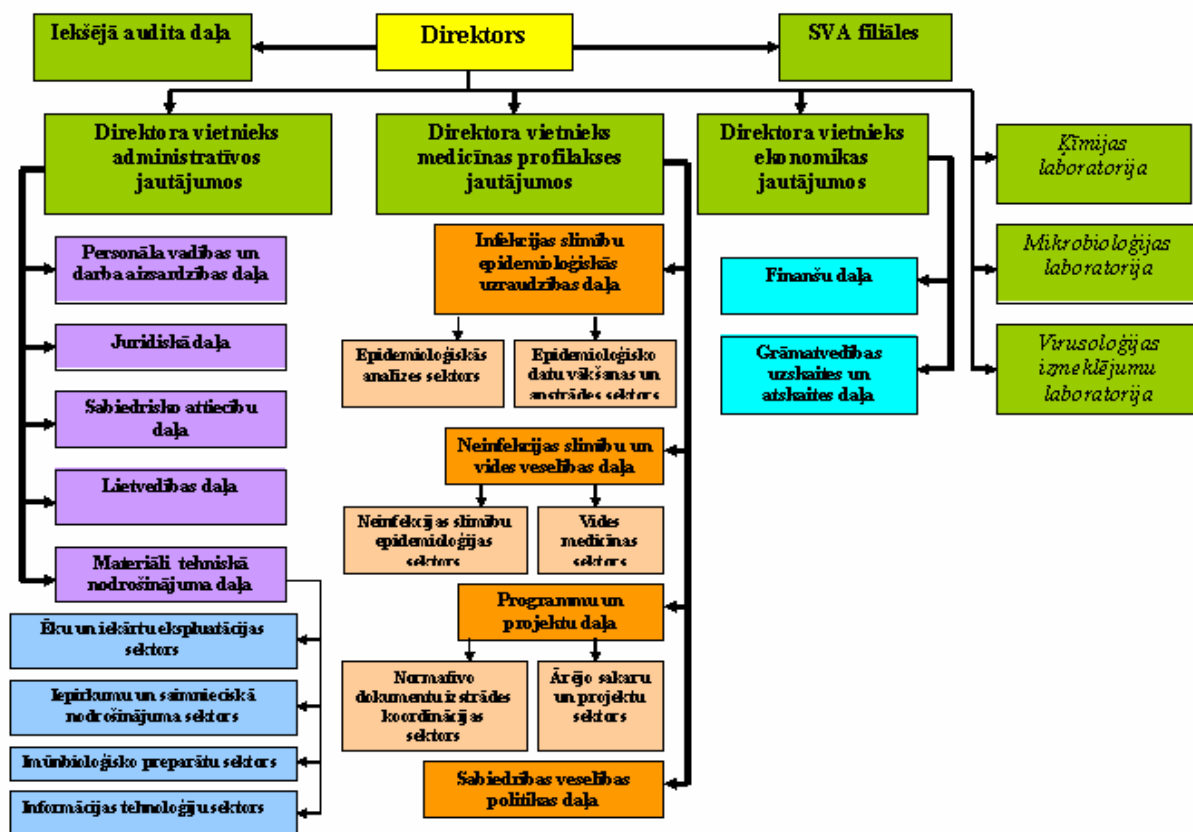 Iekšējā audita daļa
Direktors
SVA filiāles
Direktora vietnieks
administratīvos
jautājumos
Direktora vietnieks
medicīnas profilakses
jautājumos
Direktora vietnieks
ekonomikas
jautājumos
Ķīmijas
laboratorija
Mikrobioloģijas
laboratorija
Virusoloģijas
izmeklējumu
laboratorija
Personāla vadības un
darba aizsardzības daļa
Juridiskā daļa
Sabiedrisko attiecību
daļa
Lietvedības daļa
Materiāli tehniskā
nodrošinājuma daļa
Ēku un iekārtu ekspluatācijas
sektors
Iepirkumu un saimnieciskā
nodrošinājuma sektors
Imūnbioloģisko preparātu sektors
Informācijas tehnoloģiju sektors
Infekcijas slimību
epidemioloģiskās
uzraudzības daļa
Epidemioloģiskās
analīzes sektors
Epidemioloģisko
datu vākšanas un
apstrādes sektors
Neinfekcijas slimību un
vides veselības daļa
Neinfekcijas slimību
epidemioloģijas
sektors
Vides
medicīnas
sektors
Programmu un
projektu daļa
Normatīvo
dokumentu izstrādes
koordinācijas
sektors
Ārējo sakaru
un projektu
sektors
Sabiedrības veselības
politikas daļa
Finanšu daļa
Grāmatvedības
uzskaites un
atskaites daļa